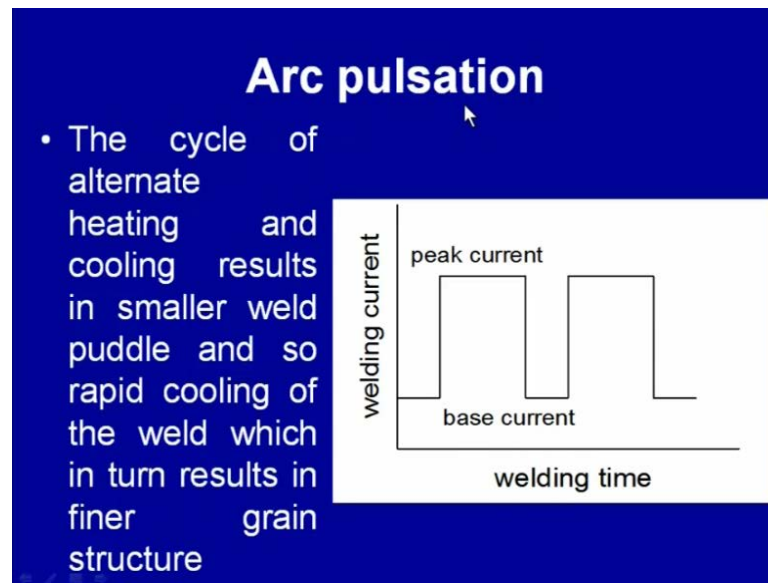 Arc pulsation
• The cycle of
alternate
heating and
cooling results
in smaller weld
puddle and so
rapid cooling of
the weld which
in turn results in
finer grain
structure
welding current
peak current
base current
welding time